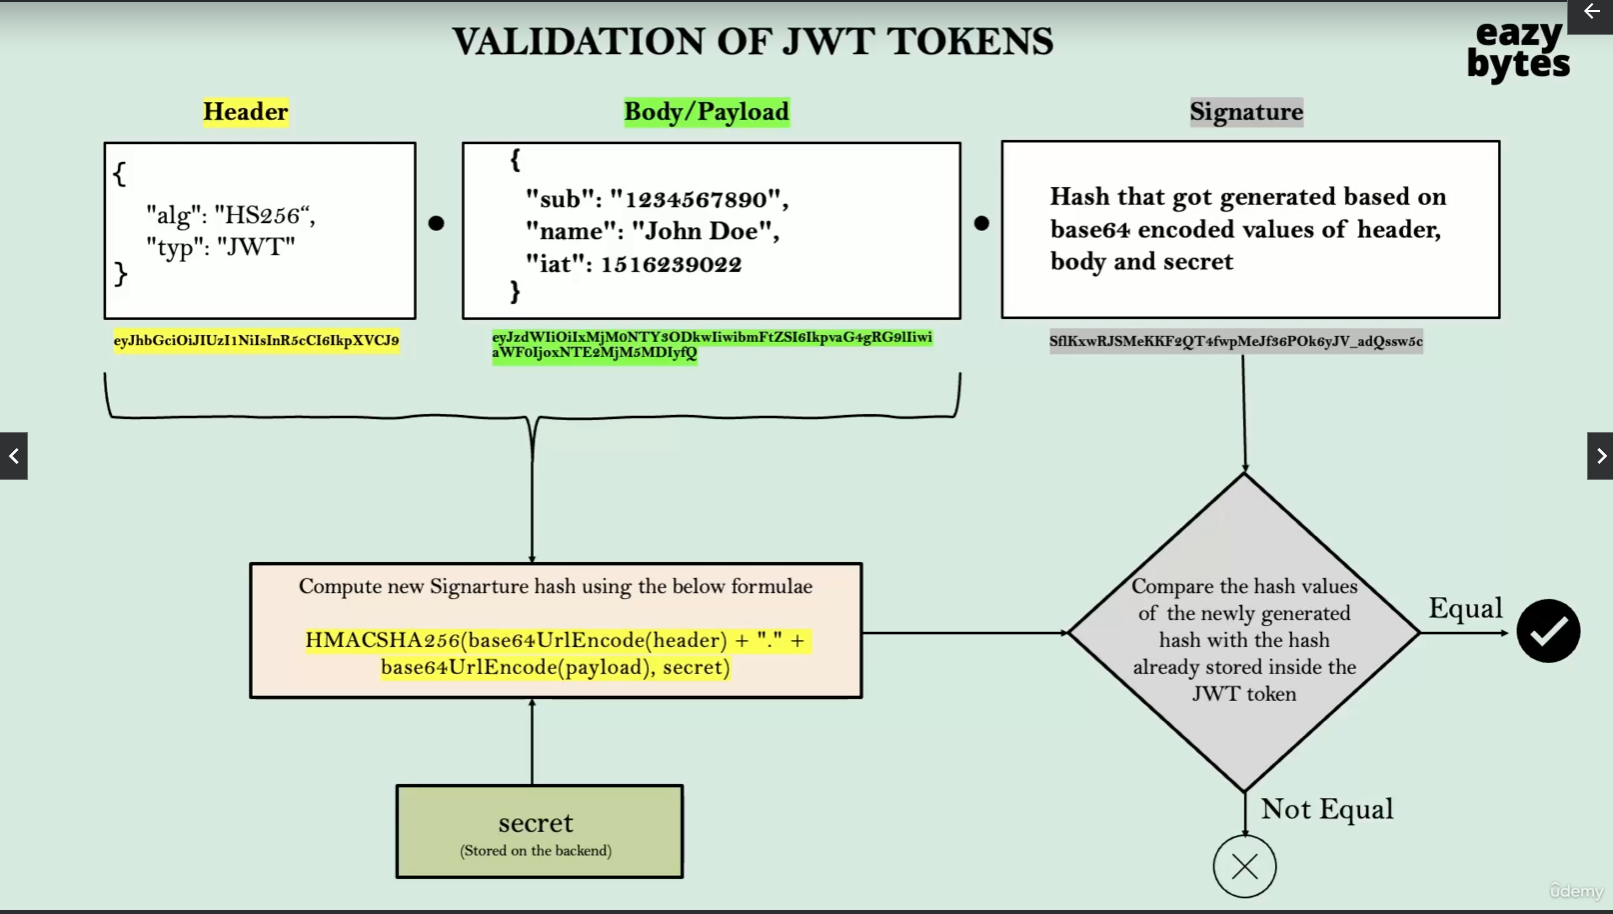 VALIDATION OF JWT TOKENS
eazy
bytes
Header
Body/Payload
Signature
{
"alg": "HS256“,
"typ": "JWT"
}
{
"sub": "1234567890",
"name": "John Doe",
"iat": 1516239022
}
Hash that got generated based on
base64 encoded values of header,
body and secret
eyJhbGciOiJIUzI1NiIsInR5cCI6IkpXVCJ9
eyJzdWIiOiIxMjM0NTY3ODkwIiwibmFtZSI6IkpvaG4gRG9lIiwi
aWF0IjoxNTE2MjM5MDIyfQ
SflKxwRJSMeKKF2QT4fwpMeJf36POk6yJV_adQssw5c
Compute new Signarture hash using the below formulae
HMACSHA256(base64UrlEncode(header) + "." +
base64UrlEncode(payload), secret)
Compare the hash values
of the newly generated
hash with the hash
already stored inside the
JWT token
Equal
Not Equal
secret
(Stored on the backend)
ûdemy